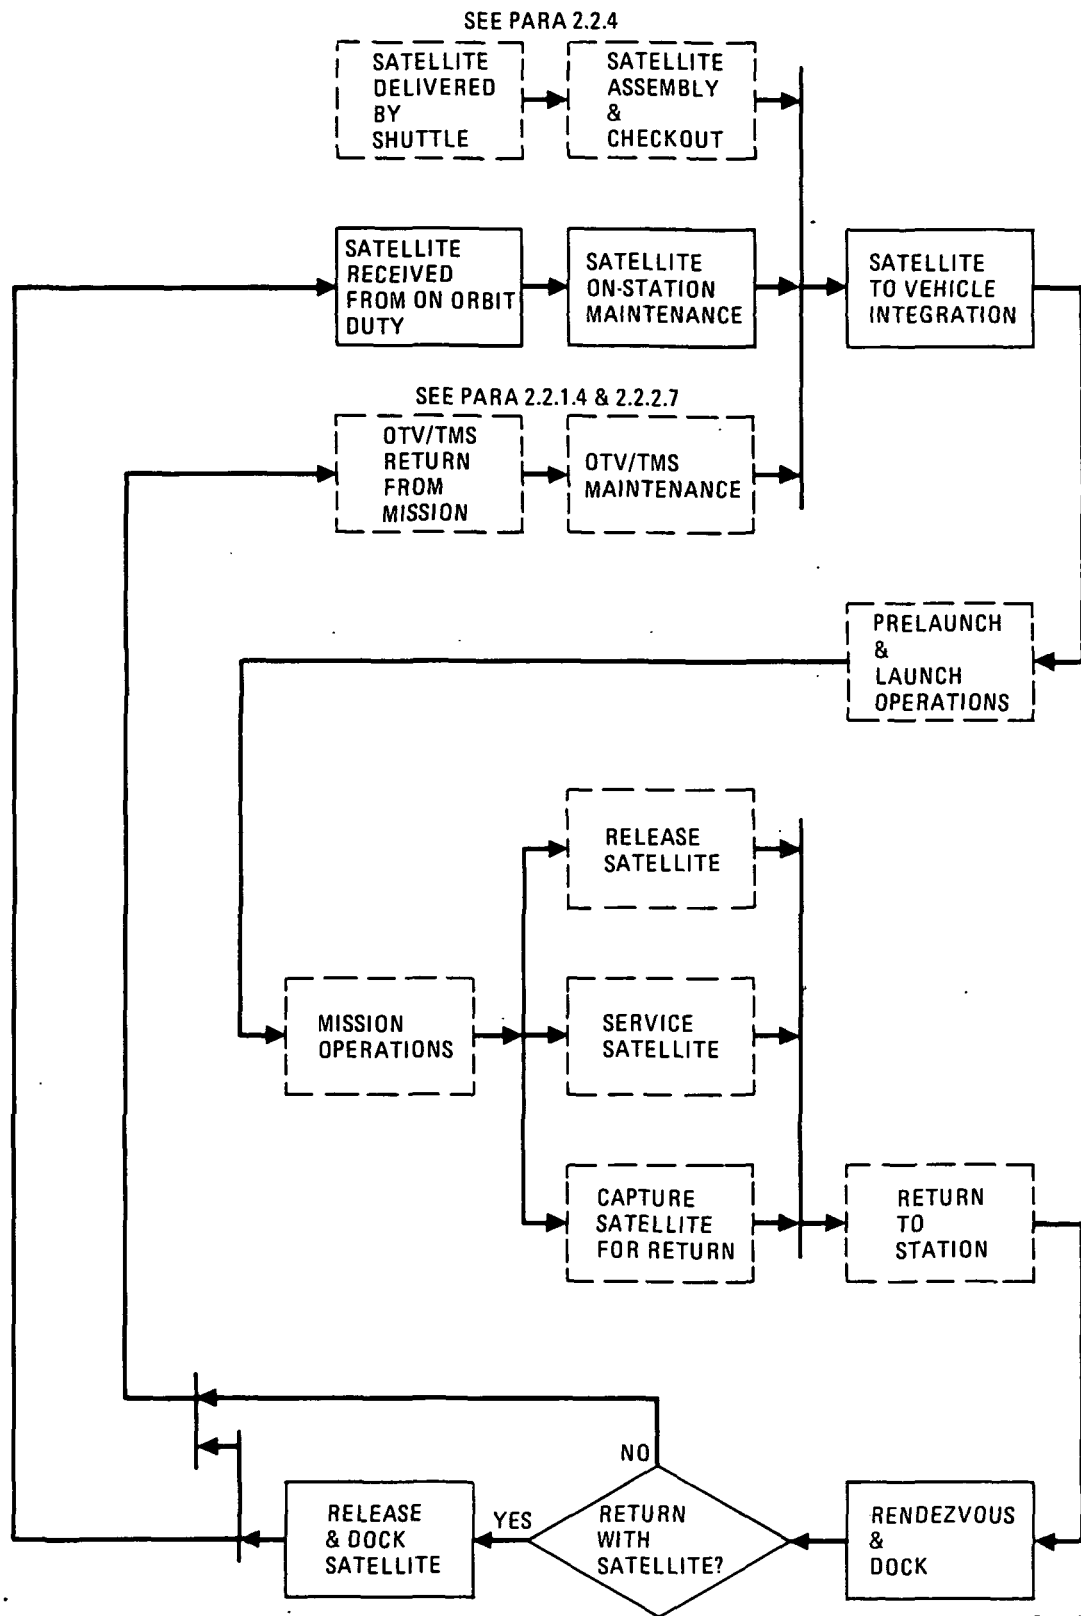 SEE PARA 2.2.4
SATELLITE
DELIVERED
BY
SHUTTLE
SATELLITE
ASSEMBLY
&
CHECKOUT
SATELLITE
RECEIVED
FROM ON ORBIT
DUTY
SATELLITE
ON-STATION
MAINTENANCE
SATELLITE
TO VEHICLE
INTEGRATION
SEE PARA 2.2.1.4 & 2.2.2.7
OTV/TMS
RETURN
FROM
MISSION
OTV/TMS
MAINTENANCE
PRELAUNCH
&
LAUNCH
OPERATIONS
RELEASE
SATELLITE
MISSION
OPERATIONS
SERVICE
SATELLITE
CAPTURE
SATELLITE
FOR RETURN
RETURN
TO
STATION
NO
RELEASE
& DOCK
SATELLITE
YES
RETURN
WITH
SATELLITE?
RENDEZVOUS
&
DOCK